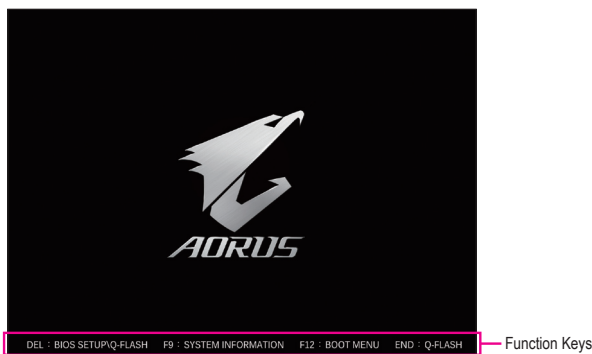 AORUS
DEL : BIOS SETUP\Q-FLASH F9 : SYSTEM INFORMATION F12 : BOOT MENU END : Q-FLASH
Function Keys